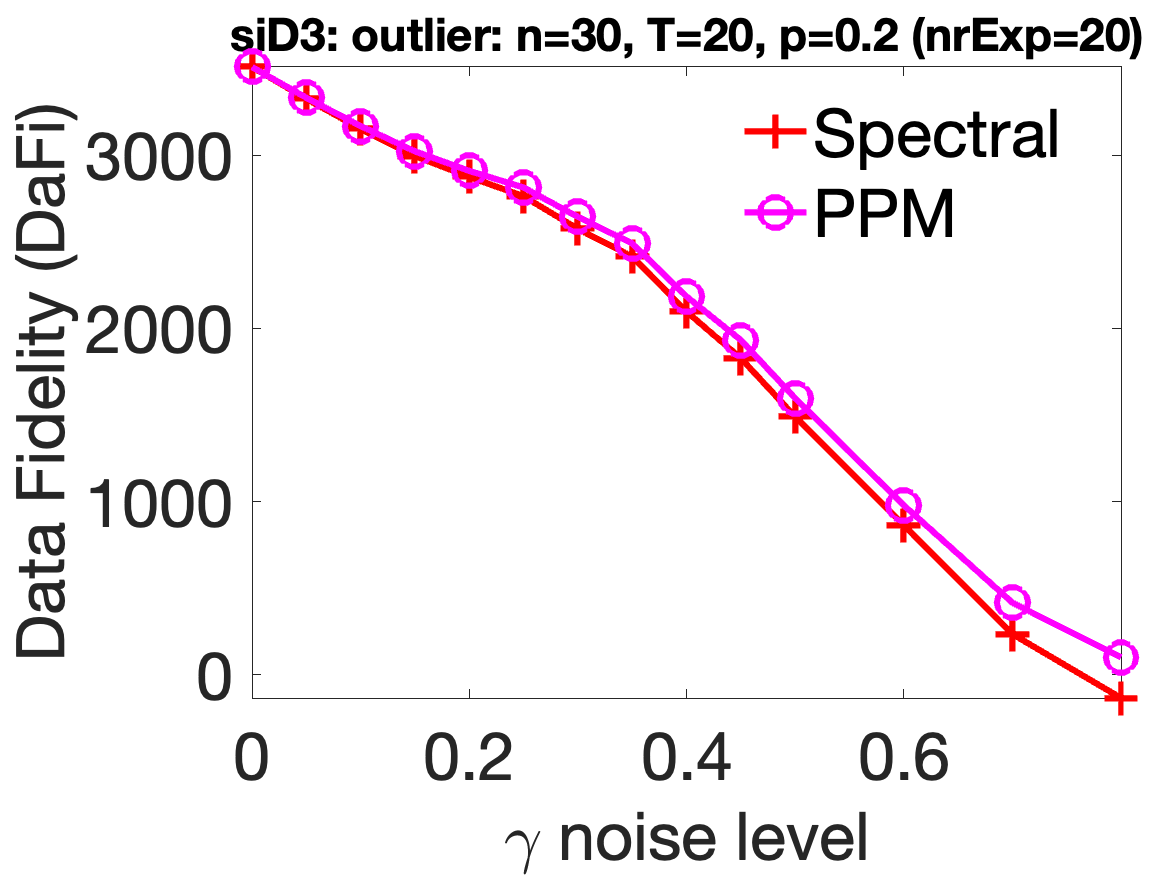 siD3: outlier: n=30, T=20, p=0.2 (nrExp=20)
Spectral
PPM
Data Fidelity (DaFi)
3000
2000
1000
0
0 0.2 0.4 0.6
γ noise level